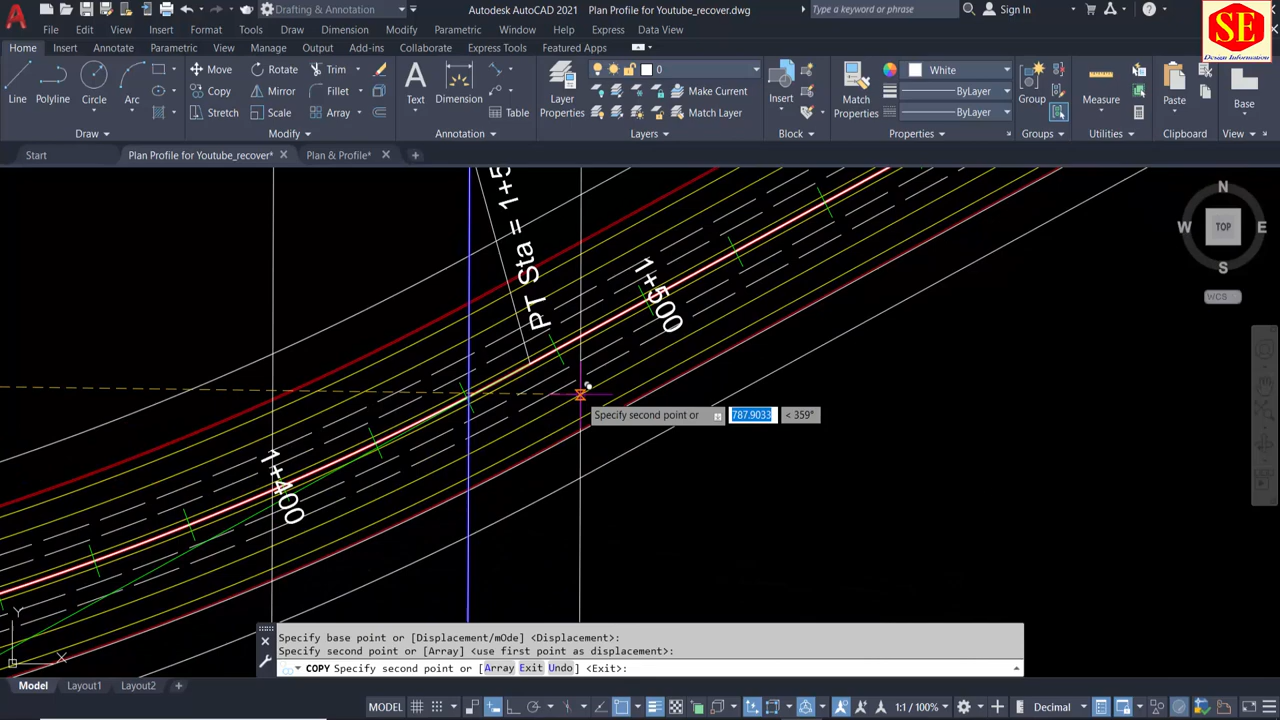 Drafting & Annotation
Autodesk AutoCAD 2021 Plan Profile for Youtube_recover.dwg
Type a keyword or phrase
Sign In
SE
Design Information
File Edit View Insert Format Tools Draw Dimension Modify Parametric Window Help Express Data View
Home Insert Annotate Parametric View Manage Output Add-ins Collaborate Express Tools Featured Apps
Line Polyline Circle Arc
Move Rotate Trim
Copy Mirror Fillet
Stretch Scale Array
Text Dimension Table
Layer Properties
0
Make Current
Match Layer
Insert
Match Properties
White
ByLayer
ByLayer
Group Measure Paste Base
Draw Modify Annotation Layers Block Properties Groups Utilities Clipboard View
Start Plan Profile for Youtube_recover* Plan & Profile*
N
W TOP E
S
WCS
PT Sta = 1+5
1+500
1+400
Specify second point or 787.9033 < 359°
Y
X
Specify base point or [Displacement/mOde] <Displacement>:
Specify second point or [Array] <use first point as displacement>:
COPY Specify second point or [Array Exit Undo] <Exit>:
Model Layout1 Layout2
MODEL 1:1 / 100% Decimal